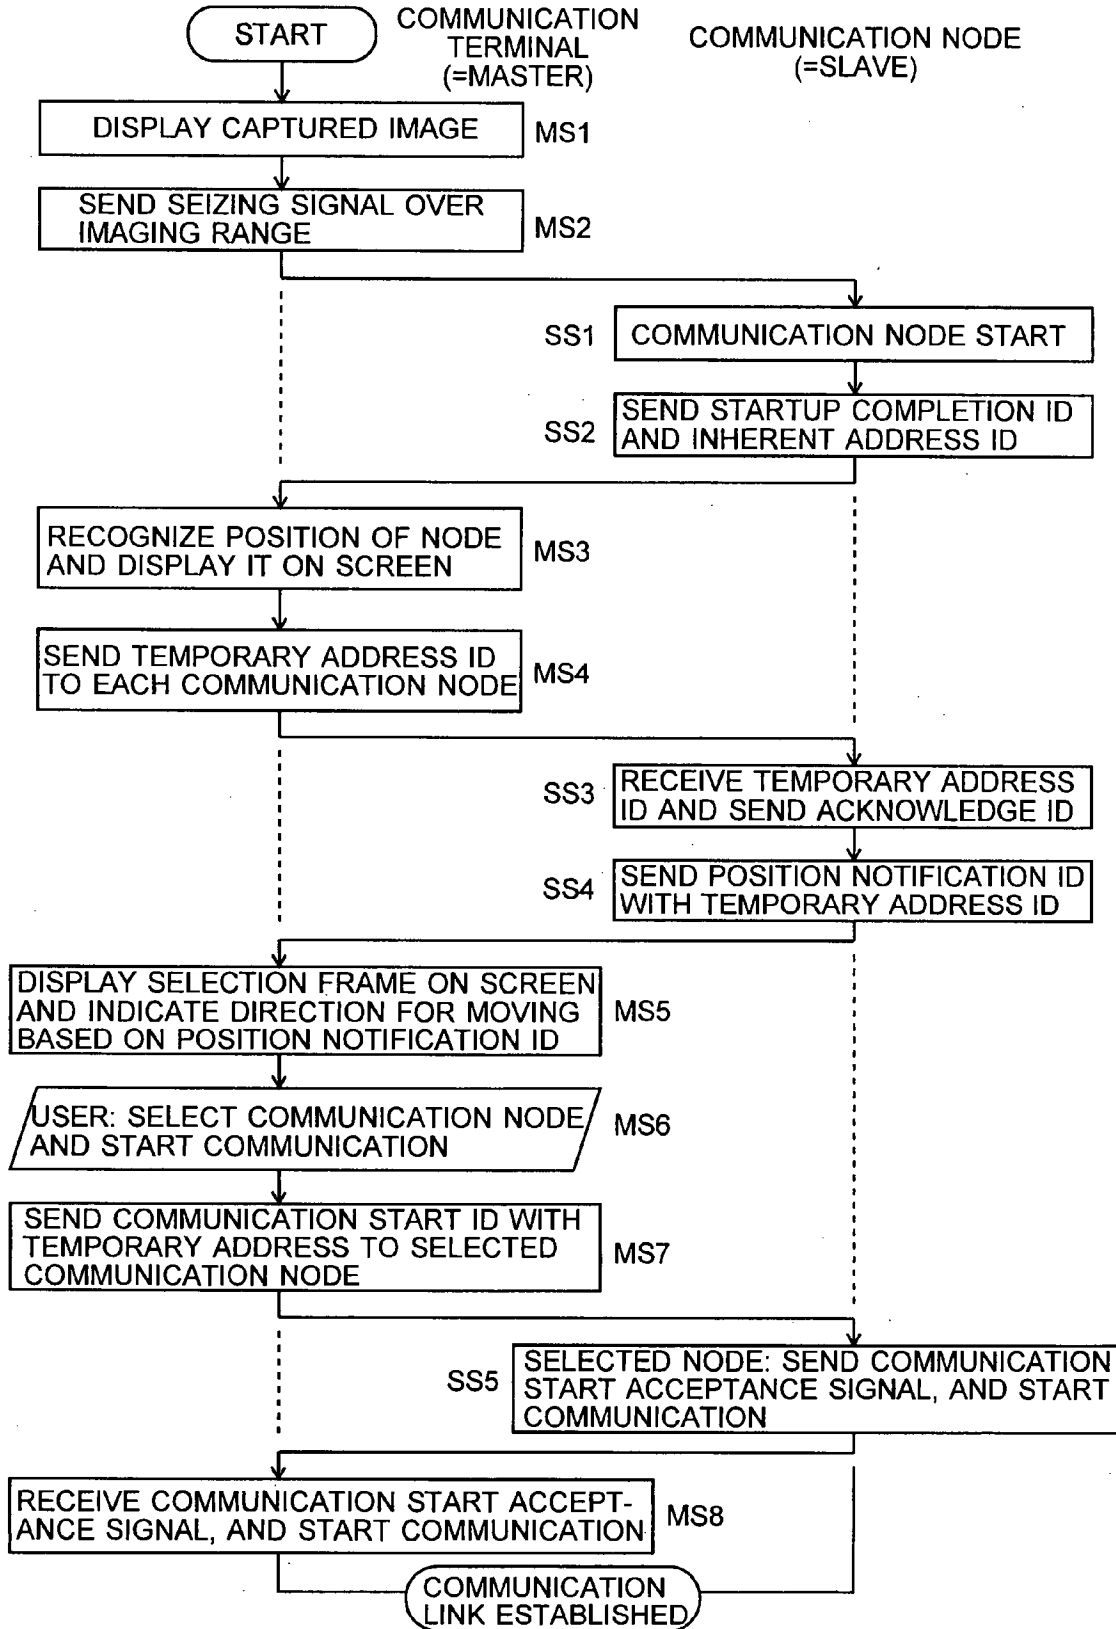 START
COMMUNICATION
TERMINAL
(=MASTER)
COMMUNICATION NODE
(=SLAVE)
DISPLAY CAPTURED IMAGE
MS1
SEND SEIZING SIGNAL OVER
IMAGING RANGE
MS2
SS1
COMMUNICATION NODE START
SS2
SEND STARTUP COMPLETION ID
AND INHERENT ADDRESS ID
RECOGNIZE POSITION OF NODE
AND DISPLAY IT ON SCREEN
MS3
SEND TEMPORARY ADDRESS ID
TO EACH COMMUNICATION NODE
MS4
SS3
RECEIVE TEMPORARY ADDRESS
ID AND SEND ACKNOWLEDGE ID
SS4
SEND POSITION NOTIFICATION ID
WITH TEMPORARY ADDRESS ID
DISPLAY SELECTION FRAME ON SCREEN
AND INDICATE DIRECTION FOR MOVING
BASED ON POSITION NOTIFICATION ID
MS5
USER: SELECT COMMUNICATION NODE
AND START COMMUNICATION
MS6
SEND COMMUNICATION START ID WITH
TEMPORARY ADDRESS TO SELECTED
COMMUNICATION NODE
MS7
SS5
SELECTED NODE: SEND COMMUNICATION
START ACCEPTANCE SIGNAL, AND START
COMMUNICATION
RECEIVE COMMUNICATION START ACCEPT-
ANCE SIGNAL, AND START COMMUNICATION
MS8
COMMUNICATION
LINK ESTABLISHED